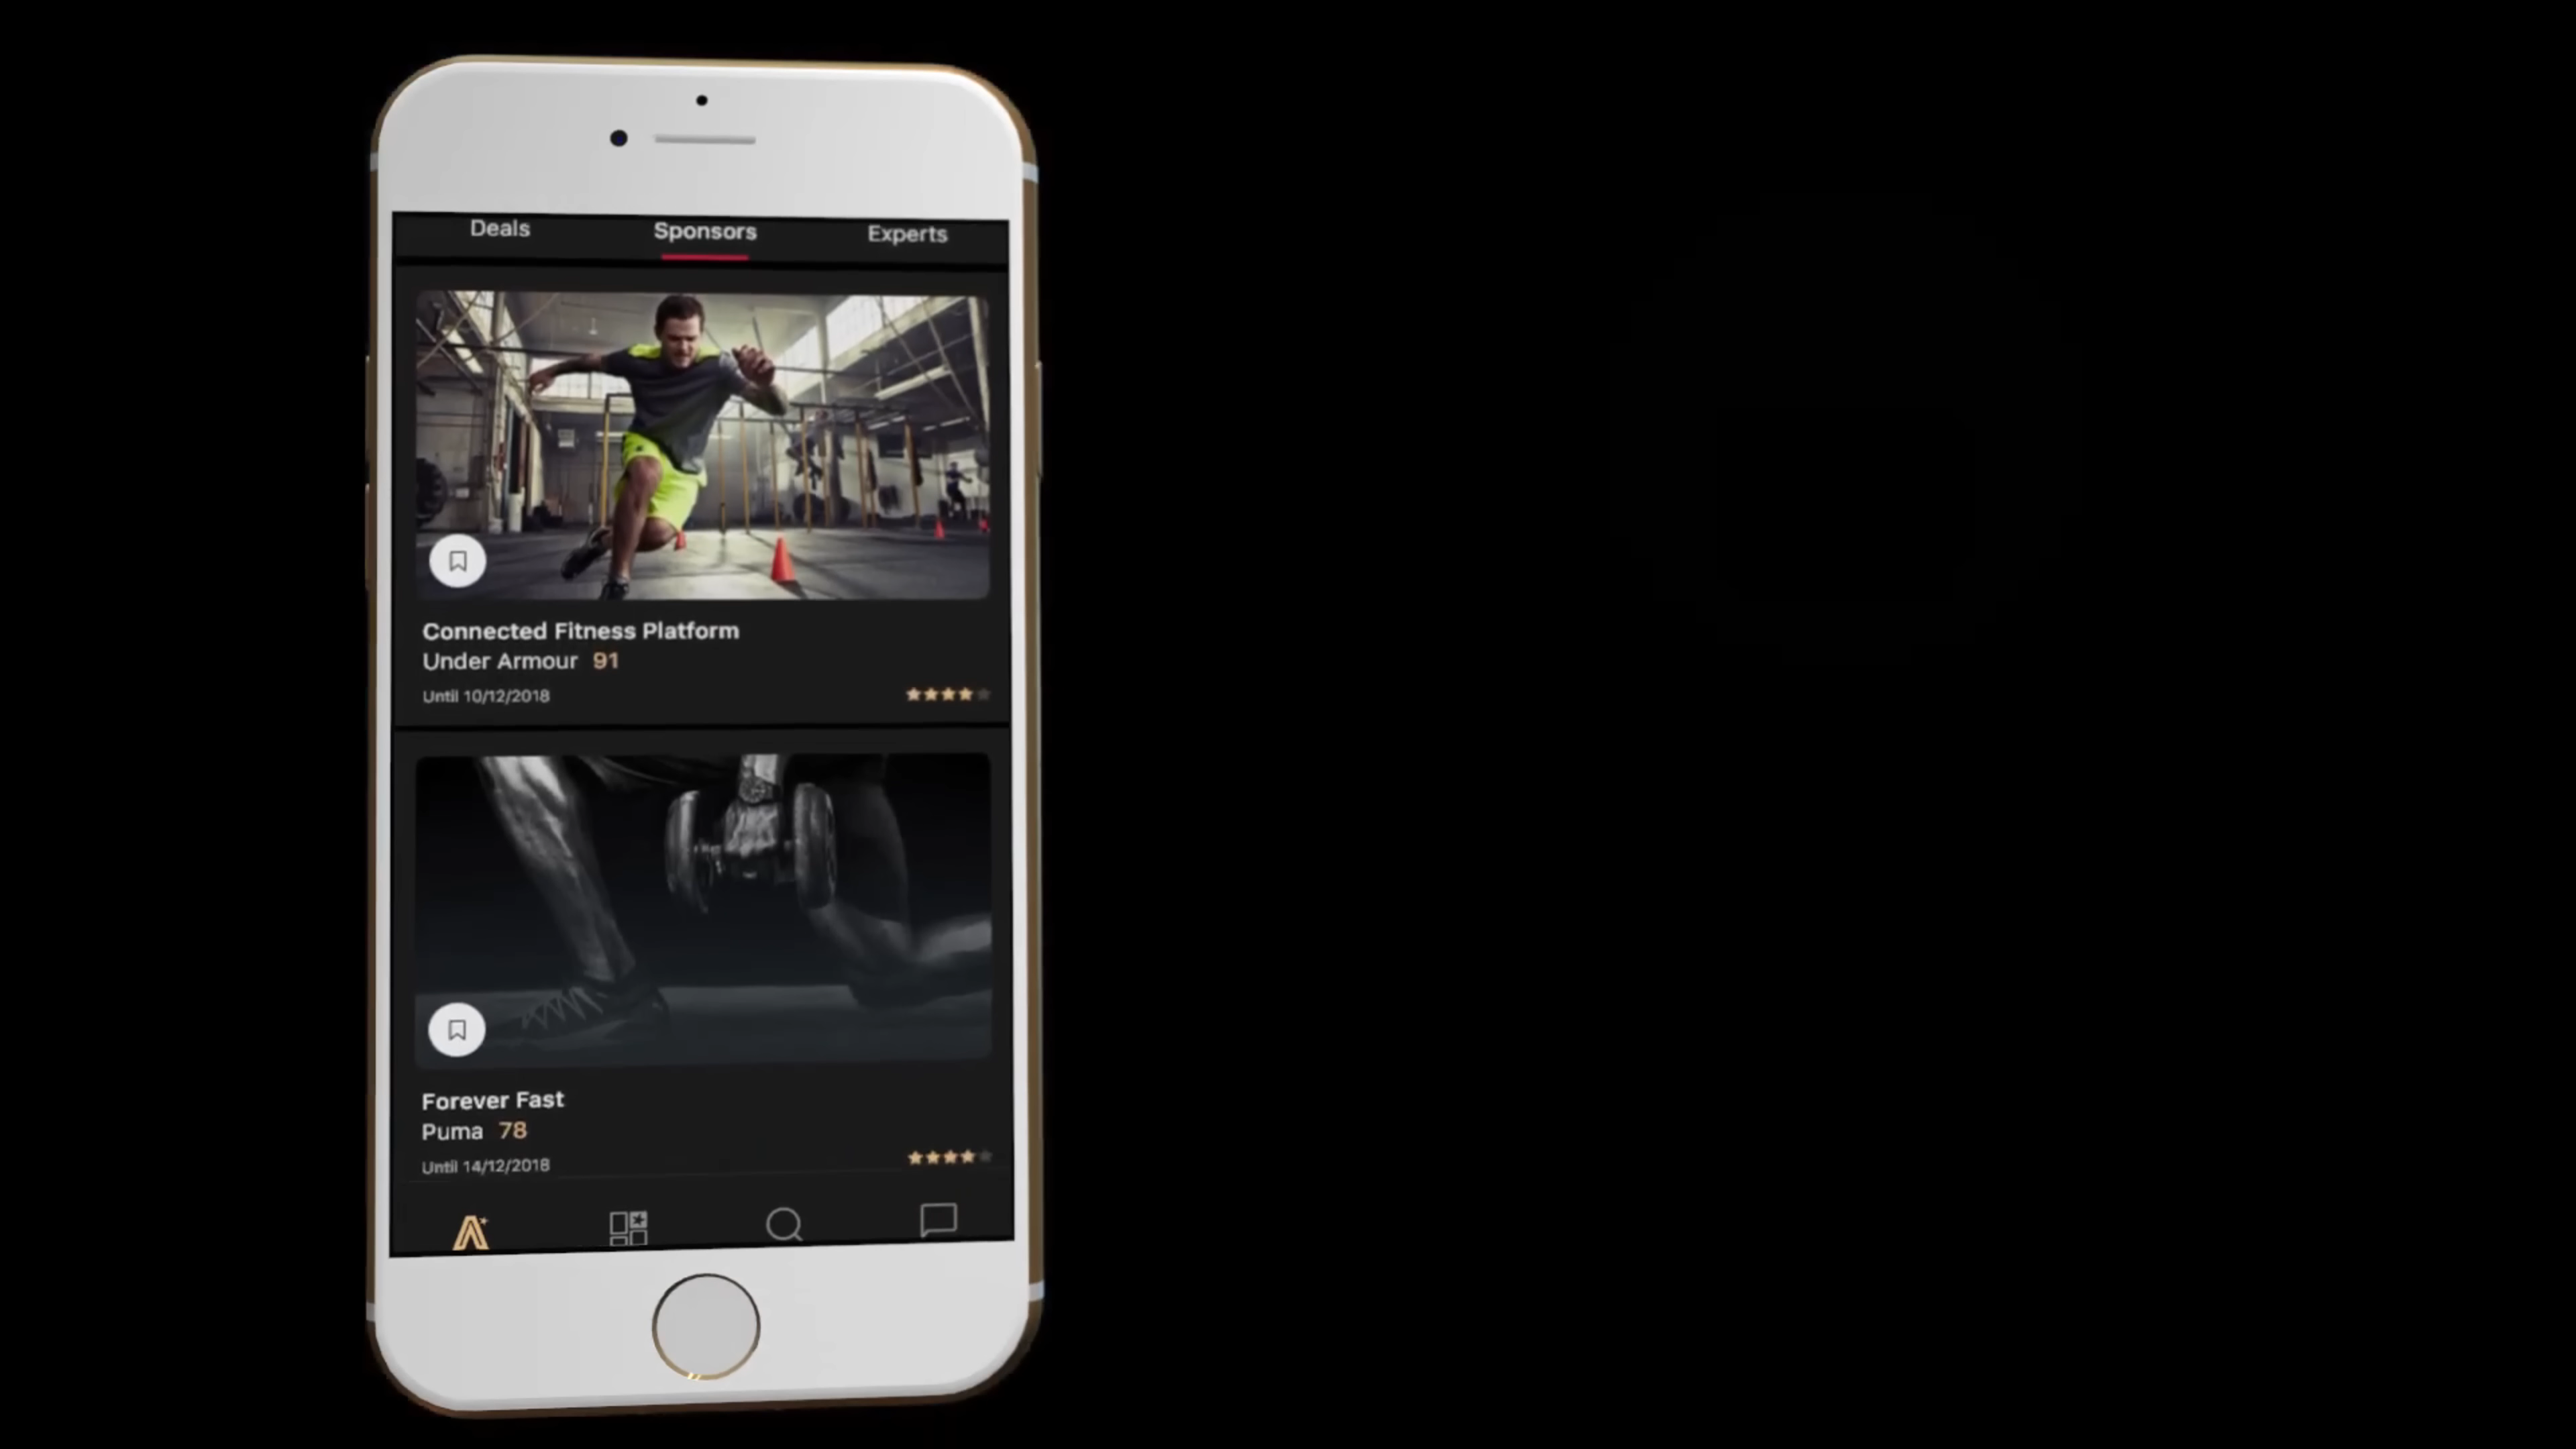 Deals Sponsors Experts
Connected Fitness Platform
Under Armour 91
Until 10/12/2018
Forever Fast
Puma 78
Until 14/12/2018